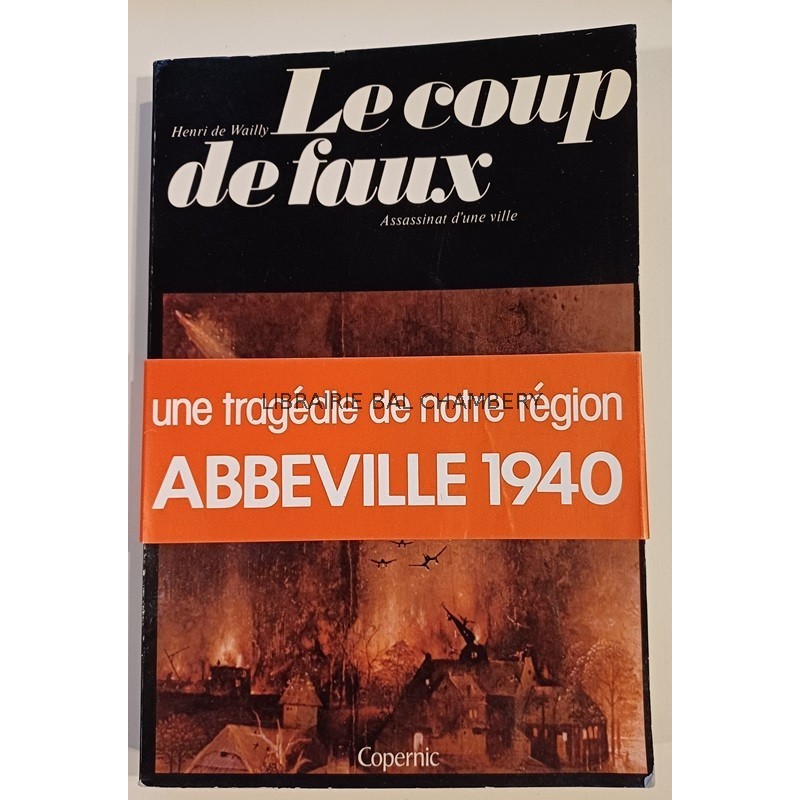 Henri de Wailly
Le coup
de faux
Assassinat d'une ville
une tragédie de notre région
LIBRAIRIE BAL CHAMBERY
ABBEVILLE 1940
Copernic